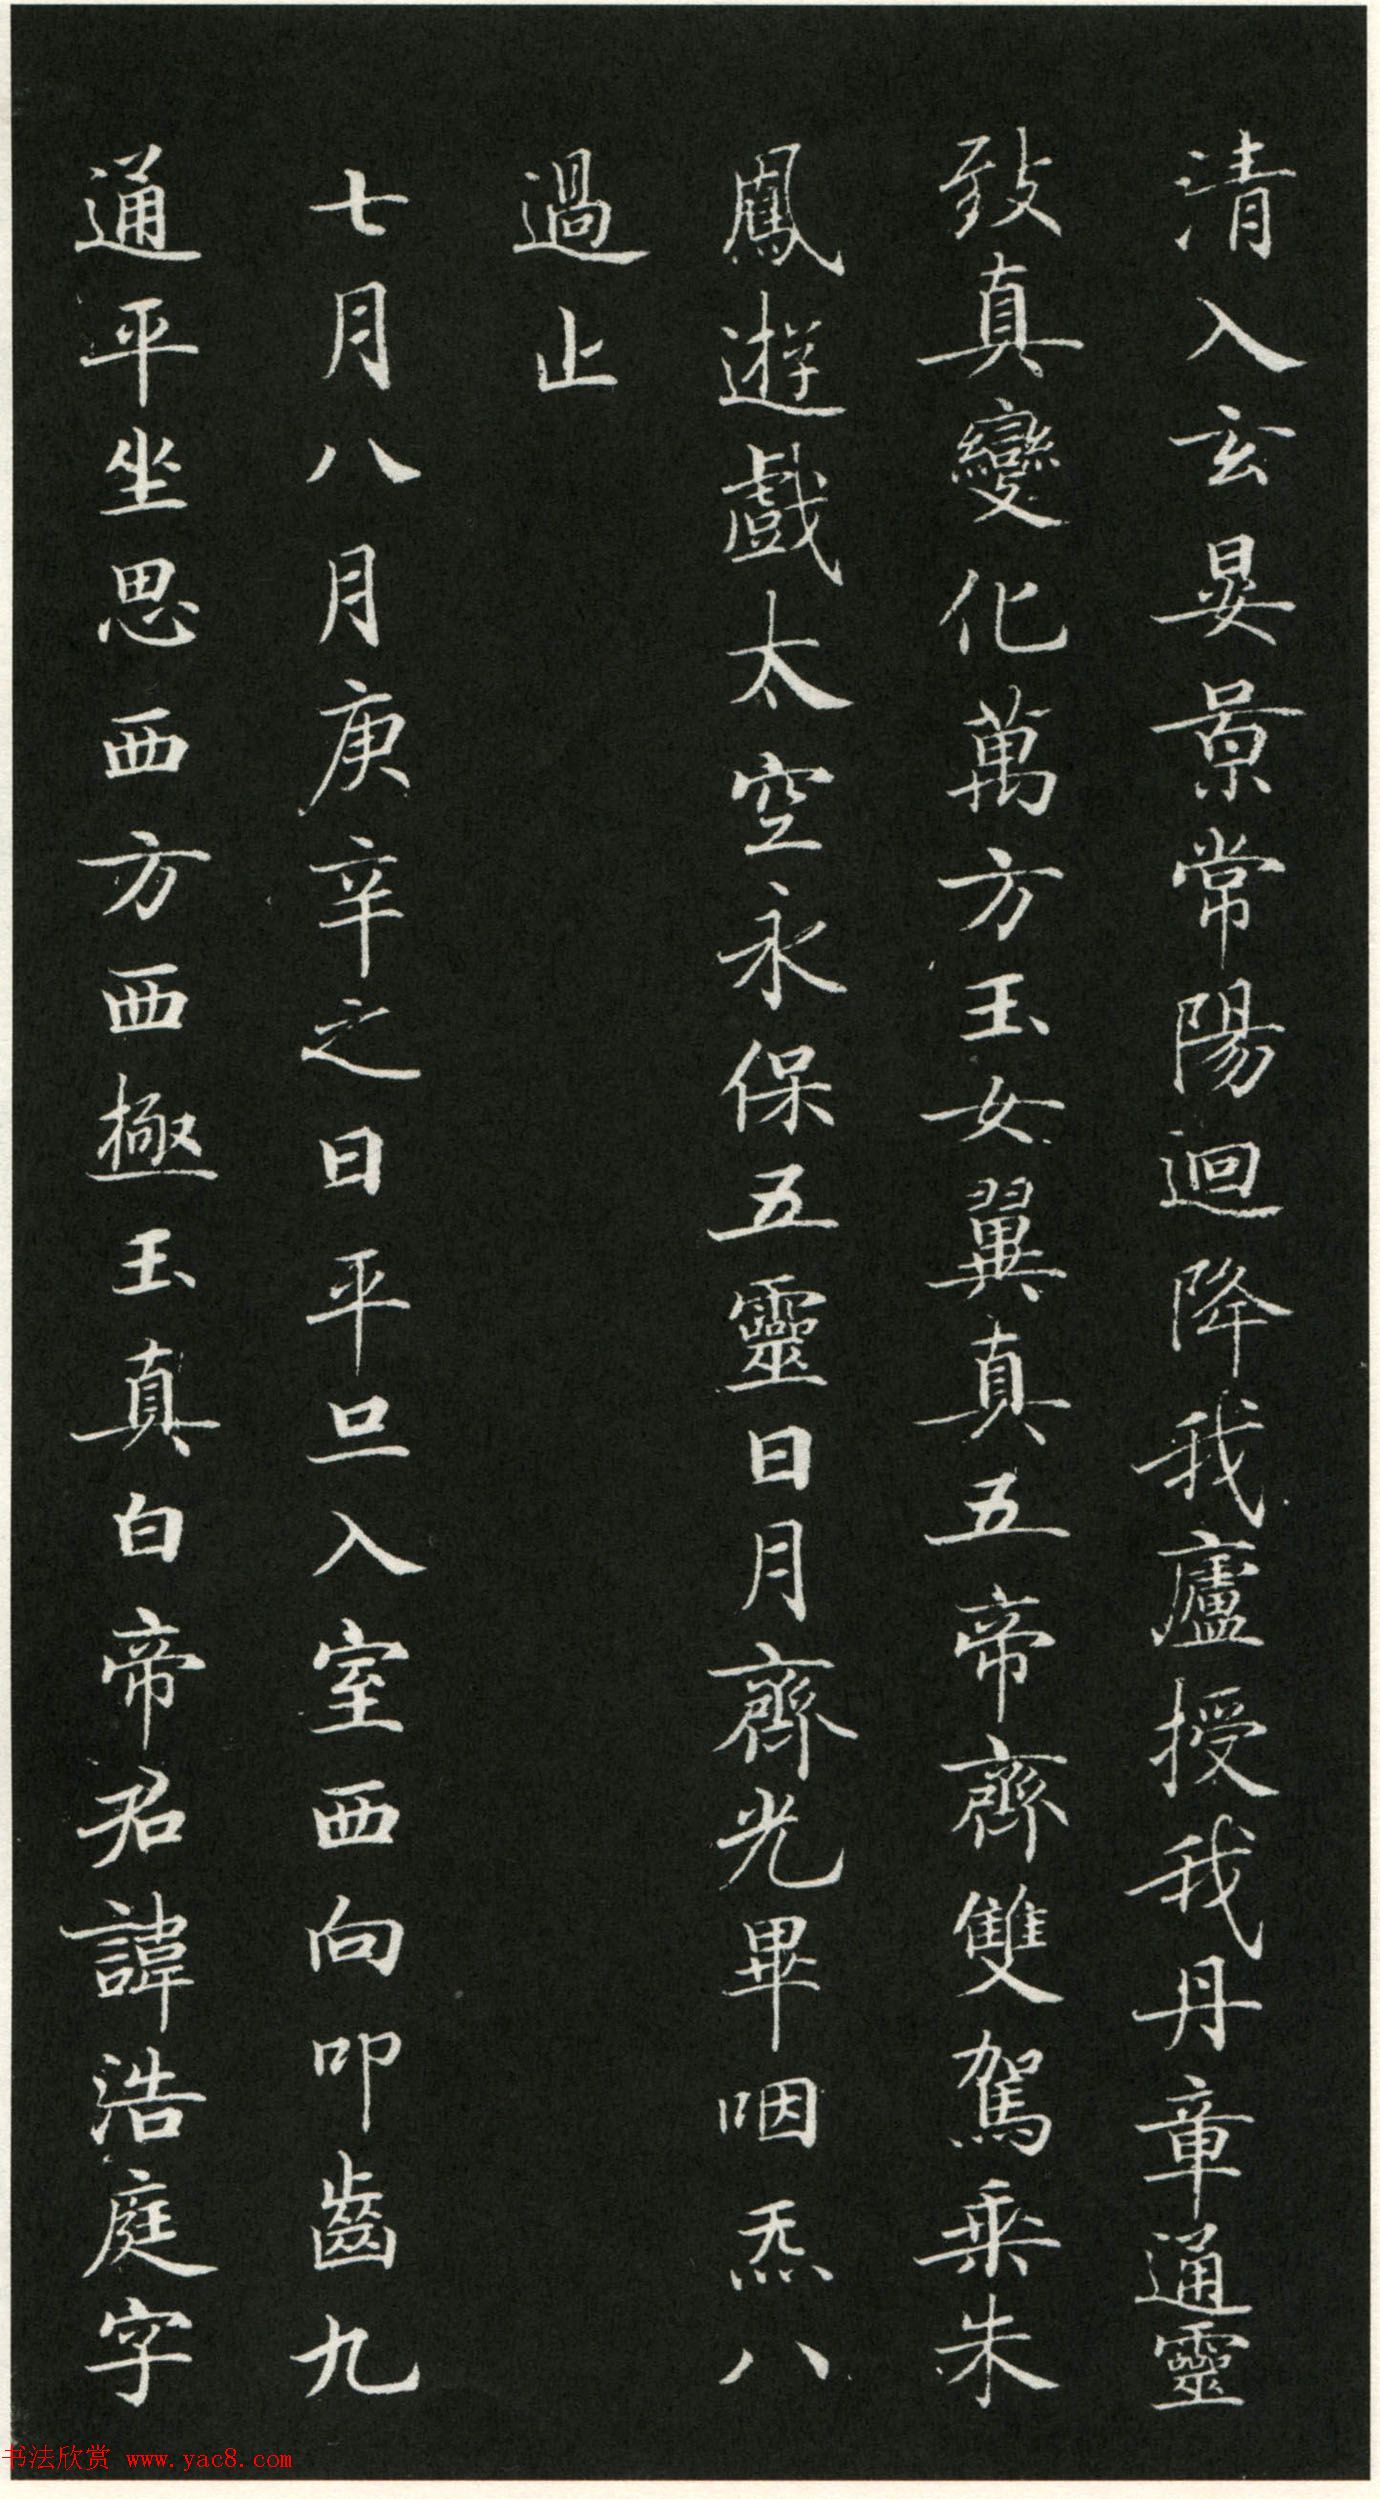 清入玄晏景常陽迴降我廬授我丹章通靈
致真變化萬方玉女翼真五帝齊雙駕乘朱
鳳遊戲太空永保五靈日月齊光畢咽炁八
過止
七月八月庚辛之日平旦入室西向叩齒九
通平坐思西方西極玉真白帝君諱浩庭字
书法欣赏 www.yac8.com